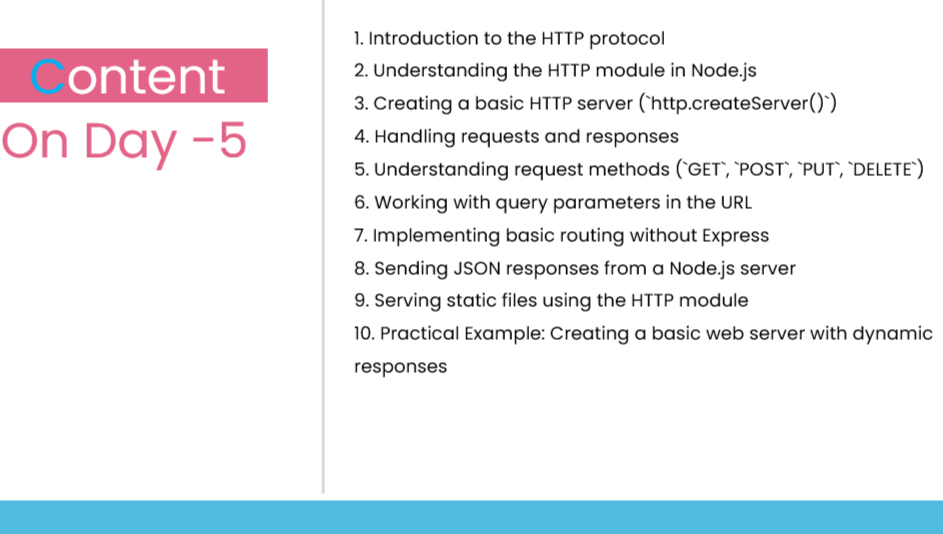 Content
On Day -5
1. Introduction to the HTTP protocol
2. Understanding the HTTP module in Node.js
3. Creating a basic HTTP server (`http.createServer()`)
4. Handling requests and responses
5. Understanding request methods (`GET`, `POST`, `PUT`, `DELETE`)
6. Working with query parameters in the URL
7. Implementing basic routing without Express
8. Sending JSON responses from a Node.js server
9. Serving static files using the HTTP module
10. Practical Example: Creating a basic web server with dynamic
responses